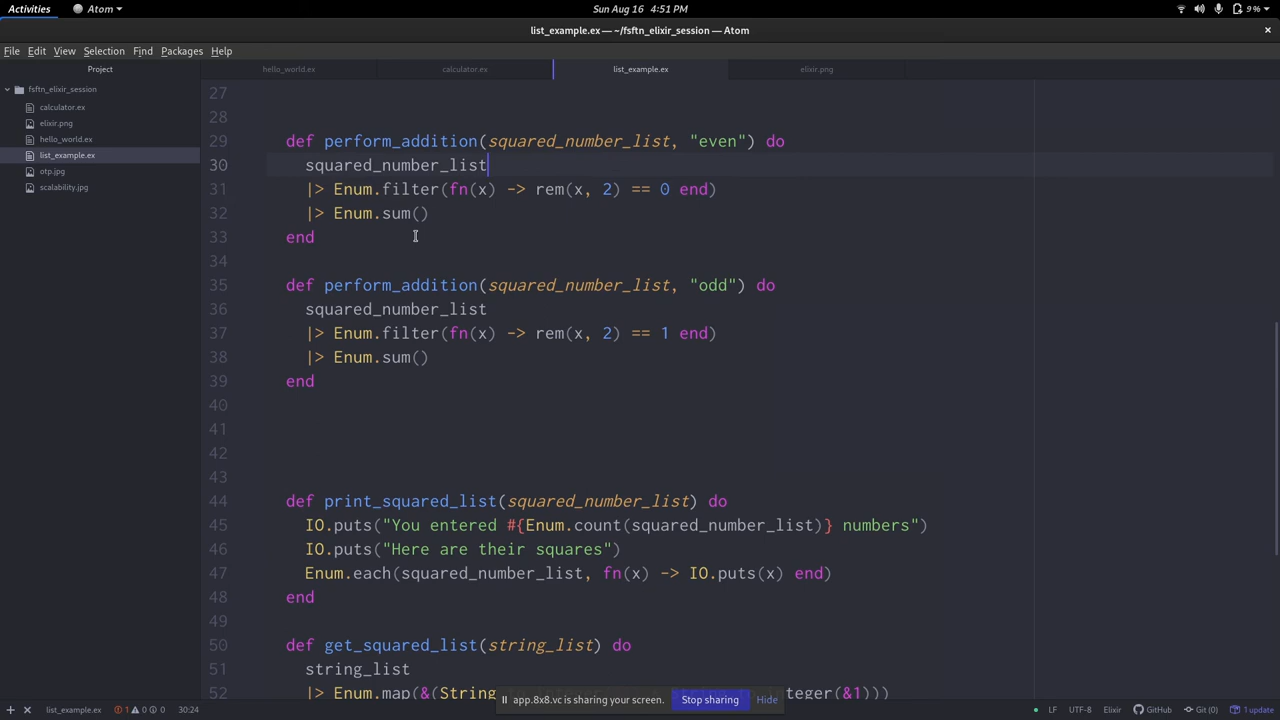 Activities
Atom
Sun Aug 16 4:51 PM
9 %
list_example.ex — ~/fsftn_elixir_session — Atom
File Edit View Selection Find Packages Help
Project
hello_world.ex
calculator.ex
list_example.ex
elixir.png
fsftn_elixir_session
calculator.ex
elixir.png
hello_world.ex
list_example.ex
otp.jpg
scalability.jpg
27
28
29 def perform_addition(squared_number_list, "even") do
30 squared_number_list
31 |> Enum.filter(fn(x) -> rem(x, 2) == 0 end)
32 |> Enum.sum()
33 end
34
35 def perform_addition(squared_number_list, "odd") do
36 squared_number_list
37 |> Enum.filter(fn(x) -> rem(x, 2) == 1 end)
38 |> Enum.sum()
39 end
40
41
42
43
44 def print_squared_list(squared_number_list) do
45 IO.puts("You entered #{Enum.count(squared_number_list)} numbers")
46 IO.puts("Here are their squares")
47 Enum.each(squared_number_list, fn(x) -> IO.puts(x) end)
48 end
49
50 def get_squared_list(string_list) do
51 string_list
52 |> Enum.map(&(String
teger(&1)))
app.8x8.vc is sharing your screen. Stop sharing Hide
list_example.ex 1 0 0 30:24
LF UTF-8 Elixir GitHub Git (0) 1 update